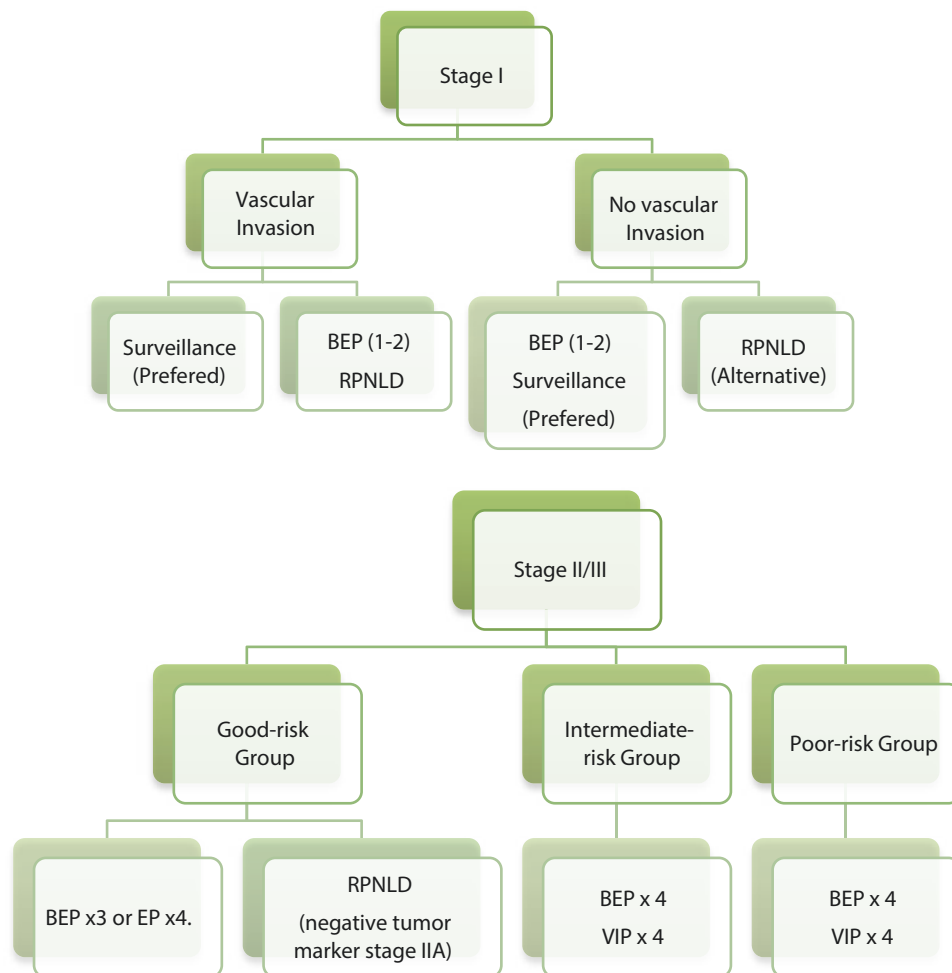 Stage I
Vascular
Invasion
No vascular
Invasion
Surveillance
(Prefered)
BEP (1-2)
RPNLD
BEP (1-2)
Surveillance
(Prefered)
RPNLD
(Alternative)
Stage II/III
Good-risk
Group
Intermediate-
risk Group
Poor-risk Group
BEP x3 or EP x4.
RPNLD
(negative tumor
marker stage IIA)
BEP x 4
VIP x 4
BEP x 4
VIP x 4